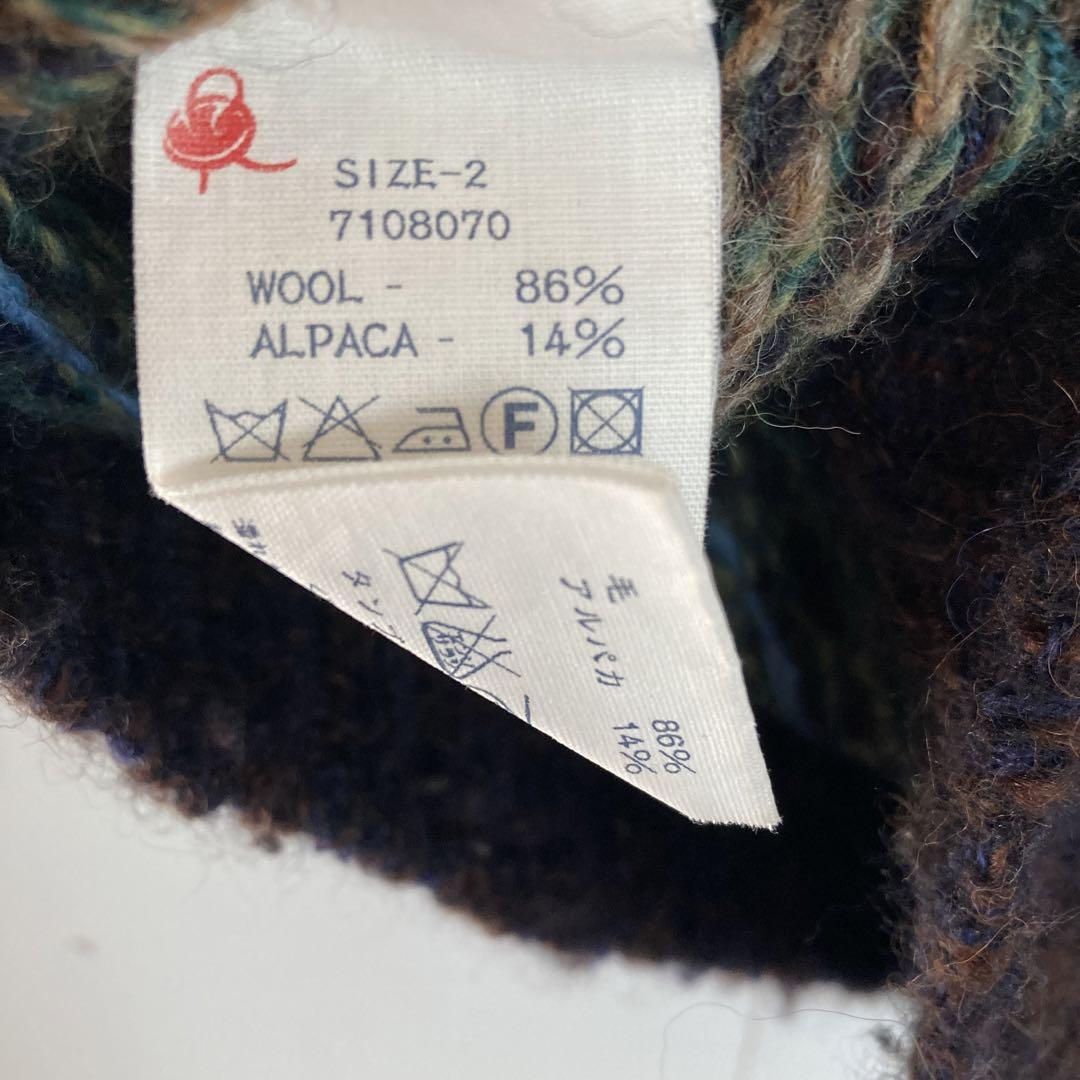 SIZE-2
7108070
WOOL - 86%
ALPACA - 14%
F
毛 86%
アルパカ 14%